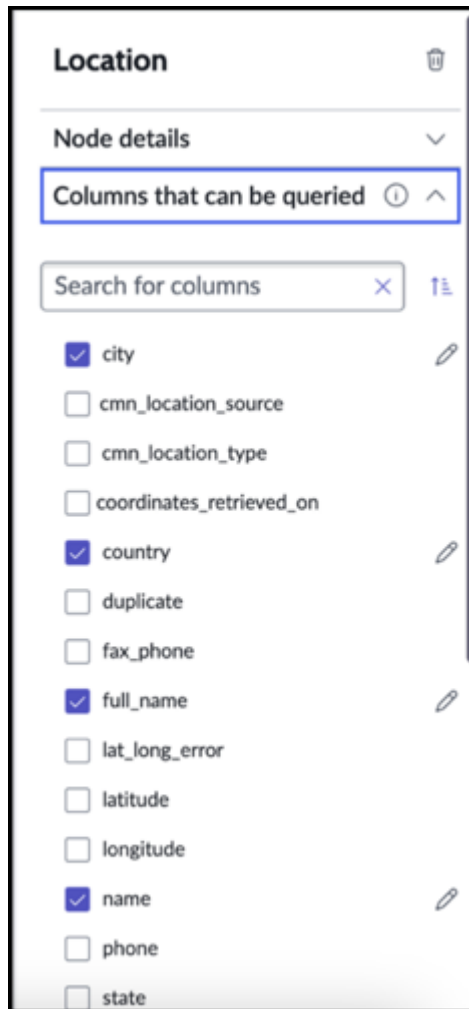 Location
Node details
Columns that can be queried
Search for columns
city
cmn_location_source
cmn_location_type
coordinates_retrieved_on
country
duplicate
fax_phone
full_name
lat_long_error
latitude
longitude
name
phone
state